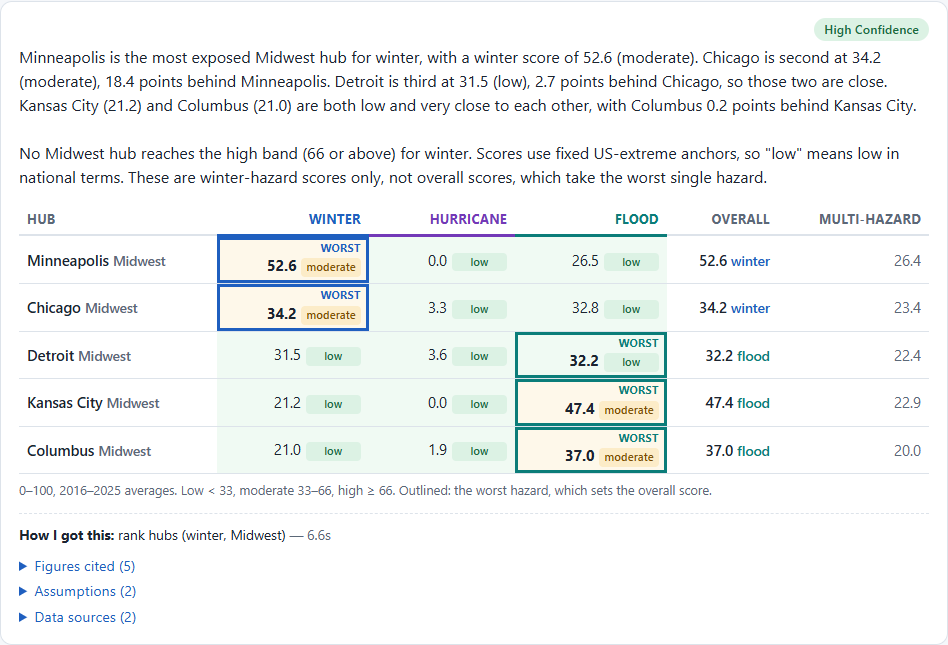 High Confidence
Minneapolis is the most exposed Midwest hub for winter, with a winter score of 52.6 (moderate). Chicago is second at 34.2
(moderate), 18.4 points behind Minneapolis. Detroit is third at 31.5 (low), 2.7 points behind Chicago, so those two are close.
Kansas City (21.2) and Columbus (21.0) are both low and very close to each other, with Columbus 0.2 points behind Kansas City.
No Midwest hub reaches the high band (66 or above) for winter. Scores use fixed US-extreme anchors, so "low" means low in
national terms. These are winter-hazard scores only, not overall scores, which take the worst single hazard.
HUB WINTER HURRICANE FLOOD OVERALL MULTI-HAZARD
WORST
Minneapolis Midwest 52.6 moderate 0.0 low 26.5 low 52.6 winter 26.4
WORST
Chicago Midwest 34.2 moderate 3.3 low 32.8 low 34.2 winter 23.4
WORST
Detroit Midwest 31.5 low 3.6 low 32.2 low 32.2 flood 22.4
WORST
Kansas City Midwest 21.2 low 0.0 low 47.4 moderate 47.4 flood 22.9
WORST
Columbus Midwest 21.0 low 1.9 low 37.0 moderate 37.0 flood 20.0
0–100, 2016–2025 averages. Low < 33, moderate 33–66, high ≥ 66. Outlined: the worst hazard, which sets the overall score.
How I got this: rank hubs (winter, Midwest) — 6.6s
Figures cited (5)
Assumptions (2)
Data sources (2)